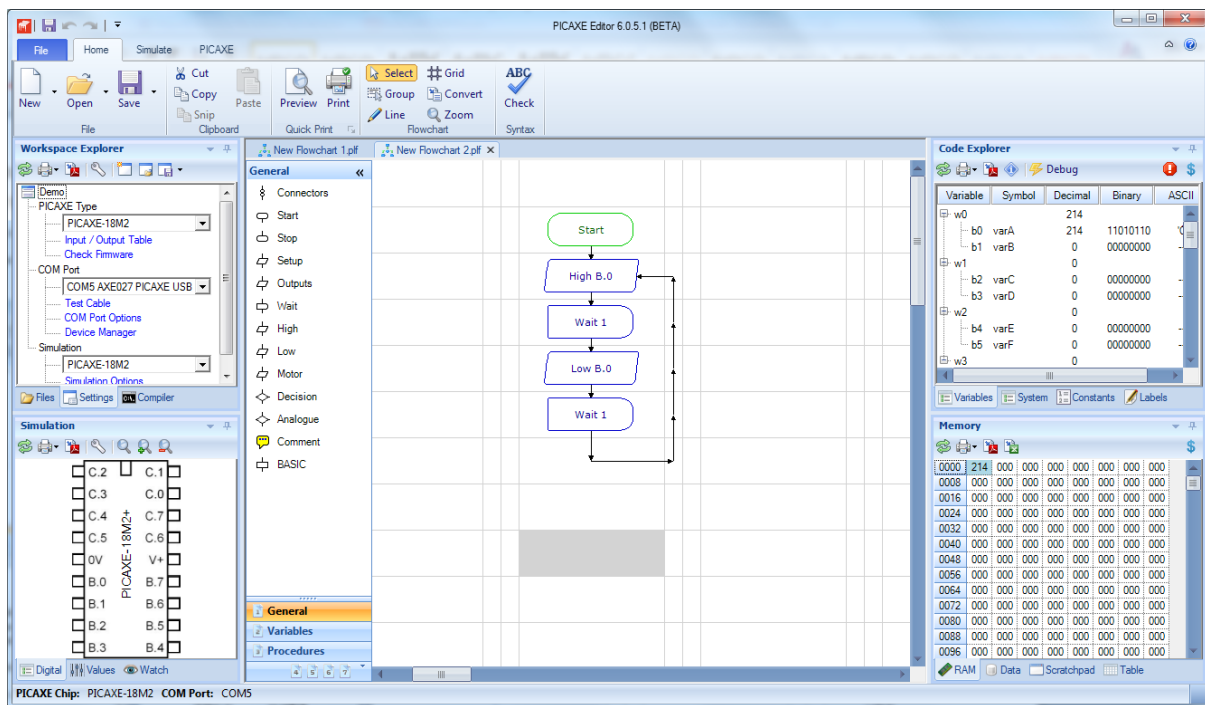 PICAXE Editor 6.0.5.1 (BETA)
File Home Simulate PICAXE
New Open Save
Cut
Copy
Snip
Paste
Preview Print
Select Grid
Group Convert
Line Zoom
ABC
Check
File Clipboard Quick Print Flowchart Syntax
Workspace Explorer
Demo
PICAXE Type
PICAXE-18M2
Input / Output Table
Check Firmware
COM Port
COM5 AXE027 PICAXE USB
Test Cable
COM Port Options
Device Manager
Simulation
PICAXE-18M2
Simulation Options
Files Settings Compiler
Simulation
C.2 C.1
C.3 C.0
C.4 C.7
C.5 C.6
0V V+
B.0 B.7
B.1 B.6
B.2 B.5
B.3 B.4
PICAXE-18M2+
Digital Values Watch
New Flowchart 1.plf New Flowchart 2.plf
General
Connectors
Start
Stop
Setup
Outputs
Wait
High
Low
Motor
Decision
Analogue
Comment
BASIC
General
Variables
Procedures
4 5 6 7
Start
High B.0
Wait 1
Low B.0
Wait 1
Code Explorer
Debug $
Variable Symbol Decimal Binary ASCII
w0 214
b0 varA 214 11010110
b1 varB 0 00000000
w1 0
b2 varC 0 00000000
b3 varD 0 00000000
w2 0
b4 varE 0 00000000
b5 varF 0 00000000
w3 0
Variables System Constants Labels
Memory
$
0000 214 000 000 000 000 000 000 000
0008 000 000 000 000 000 000 000 000
0016 000 000 000 000 000 000 000 000
0024 000 000 000 000 000 000 000 000
0032 000 000 000 000 000 000 000 000
0040 000 000 000 000 000 000 000 000
0048 000 000 000 000 000 000 000 000
0056 000 000 000 000 000 000 000 000
0064 000 000 000 000 000 000 000 000
0072 000 000 000 000 000 000 000 000
0080 000 000 000 000 000 000 000 000
0088 000 000 000 000 000 000 000 000
0096 000 000 000 000 000 000 000 000
RAM Data Scratchpad Table
PICAXE Chip: PICAXE-18M2 COM Port: COM5